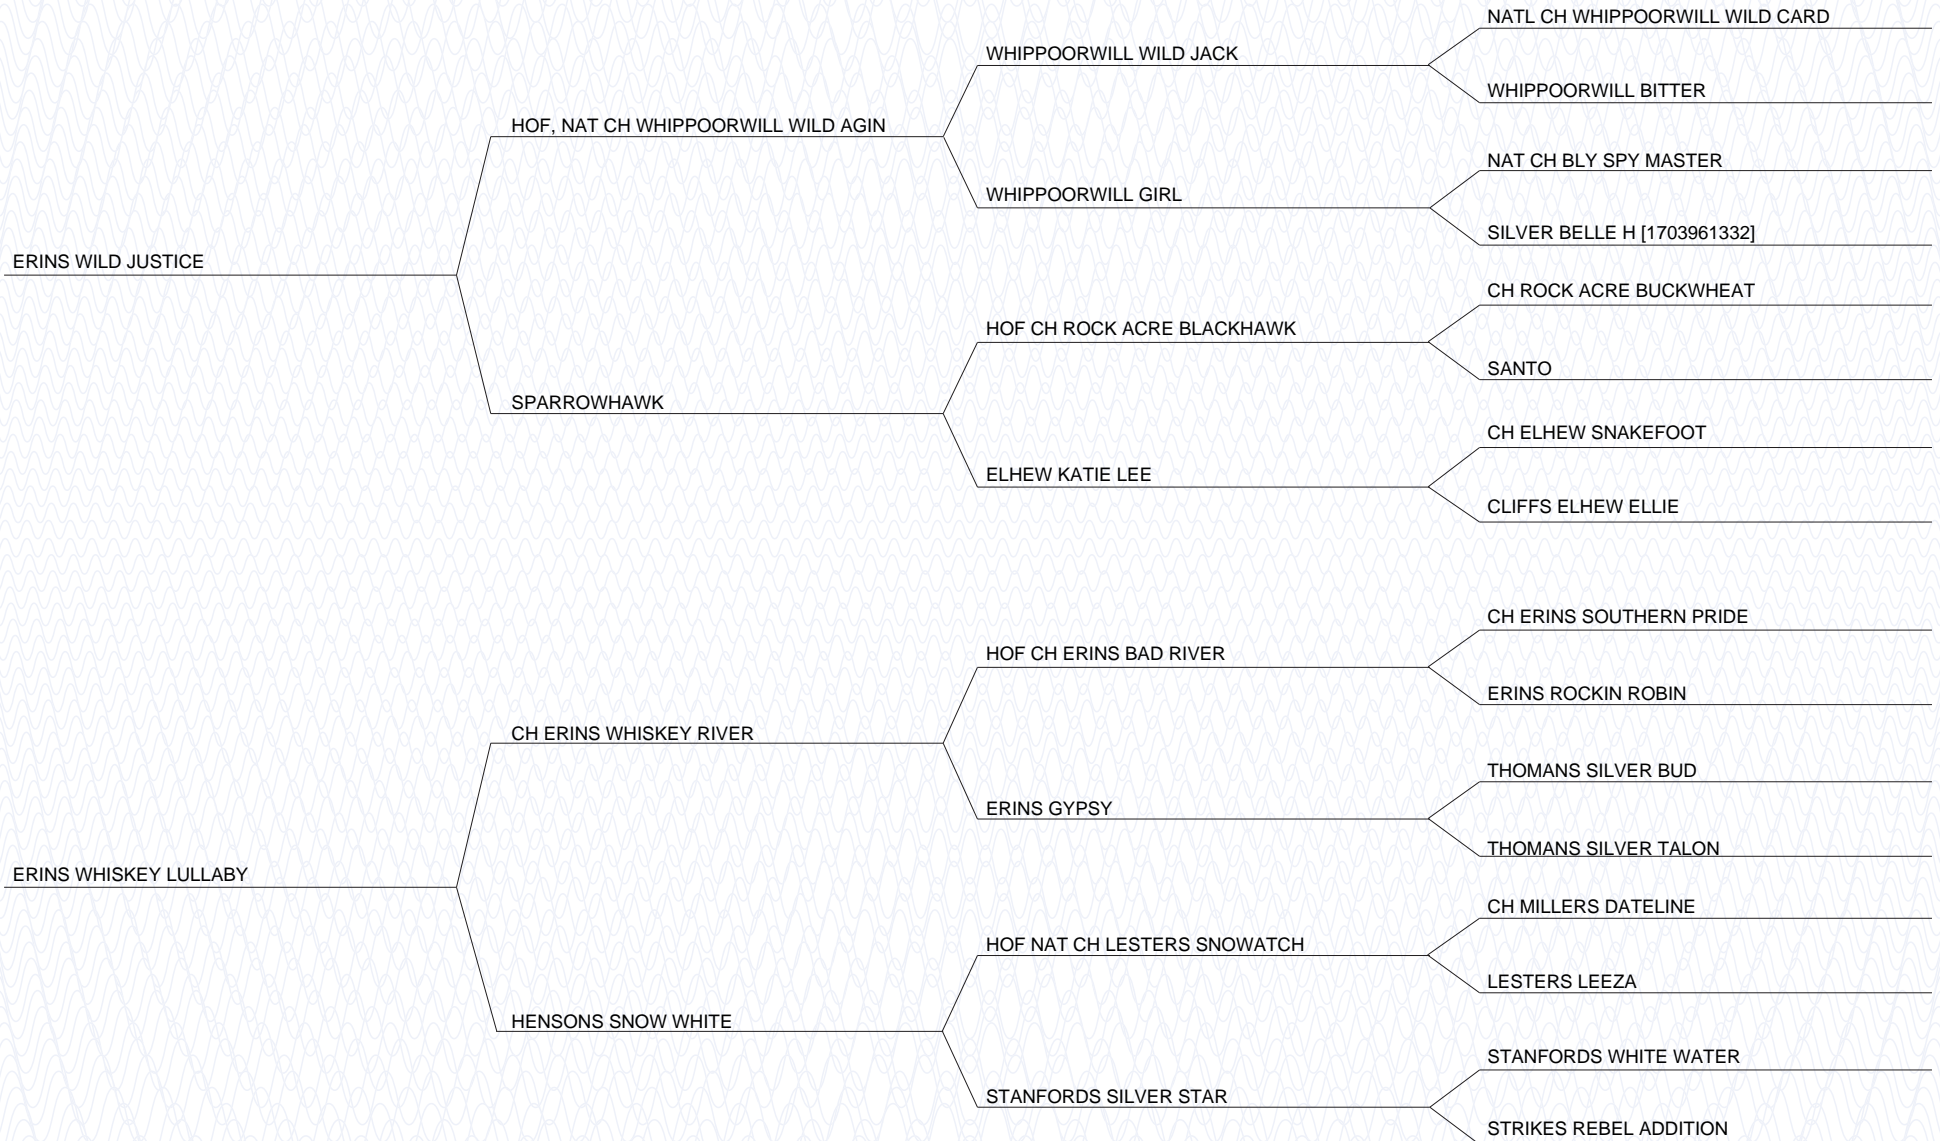 NATL CH WHIPPOORWILL WILD CARD
WHIPPOORWILL WILD JACK
WHIPPOORWILL BITTER
HOF, NAT CH WHIPPOORWILL WILD AGIN
NAT CH BLY SPY MASTER
WHIPPOORWILL GIRL
SILVER BELLE H [1703961332]
ERINS WILD JUSTICE
CH ROCK ACRE BUCKWHEAT
HOF CH ROCK ACRE BLACKHAWK
SANTO
SPARROWHAWK
CH ELHEW SNAKEFOOT
ELHEW KATIE LEE
CLIFFS ELHEW ELLIE
CH ERINS SOUTHERN PRIDE
HOF CH ERINS BAD RIVER
ERINS ROCKIN ROBIN
CH ERINS WHISKEY RIVER
THOMANS SILVER BUD
ERINS GYPSY
THOMANS SILVER TALON
ERINS WHISKEY LULLABY
CH MILLERS DATELINE
HOF NAT CH LESTERS SNOWATCH
LESTERS LEEZA
HENSONS SNOW WHITE
STANFORDS WHITE WATER
STANFORDS SILVER STAR
STRIKES REBEL ADDITION